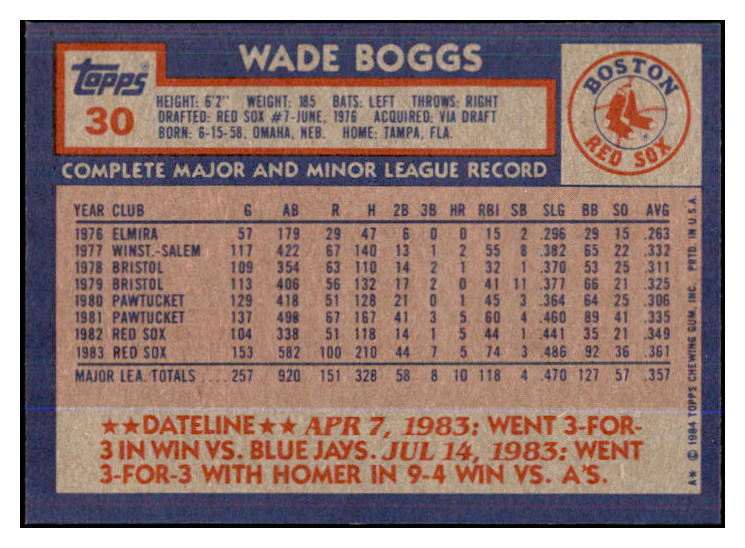 WADE BOGGS
Topps
30
HEIGHT: 6'2" WEIGHT: 185 BATS: LEFT THROWS: RIGHT
DRAFTED: RED SOX #7-JUNE, 1976 ACQUIRED: VIA DRAFT
BORN: 6-15-58, OMAHA, NEB. HOME: TAMPA, FLA.
BOSTON
RED SOX
COMPLETE MAJOR AND MINOR LEAGUE RECORD
YEAR CLUB G AB R H 2B 3B HR RBI SB SLG BB SO AVG
1976 ELMIRA 57 179 29 47 6 0 0 15 2 .296 29 15 .263
1977 WINST.-SALEM 117 422 67 140 13 1 2 55 8 .382 65 22 .332
1978 BRISTOL 109 354 63 110 14 2 1 32 1 .370 53 25 .311
1979 BRISTOL 113 406 56 132 17 2 0 41 11 .377 66 21 .325
1980 PAWTUCKET 129 418 51 128 21 0 1 45 3 .364 64 25 .306
1981 PAWTUCKET 137 498 67 167 41 3 5 60 4 .460 89 41 .335
1982 RED SOX 104 338 51 118 14 1 5 44 1 .441 35 21 .349
1983 RED SOX 153 582 100 210 44 7 5 74 3 .486 92 36 .361
MAJOR LEA. TOTALS .... 257 920 151 328 58 8 10 118 4 .470 127 57 .357
★★DATELINE★★ APR 7, 1983: WENT 3-FOR-
3 IN WIN VS. BLUE JAYS. JUL 14, 1983: WENT
3-FOR-3 WITH HOMER IN 9-4 WIN VS. A'S.
A* © 1984 TOPPS CHEWING GUM, INC. PRTD. IN U.S.A.